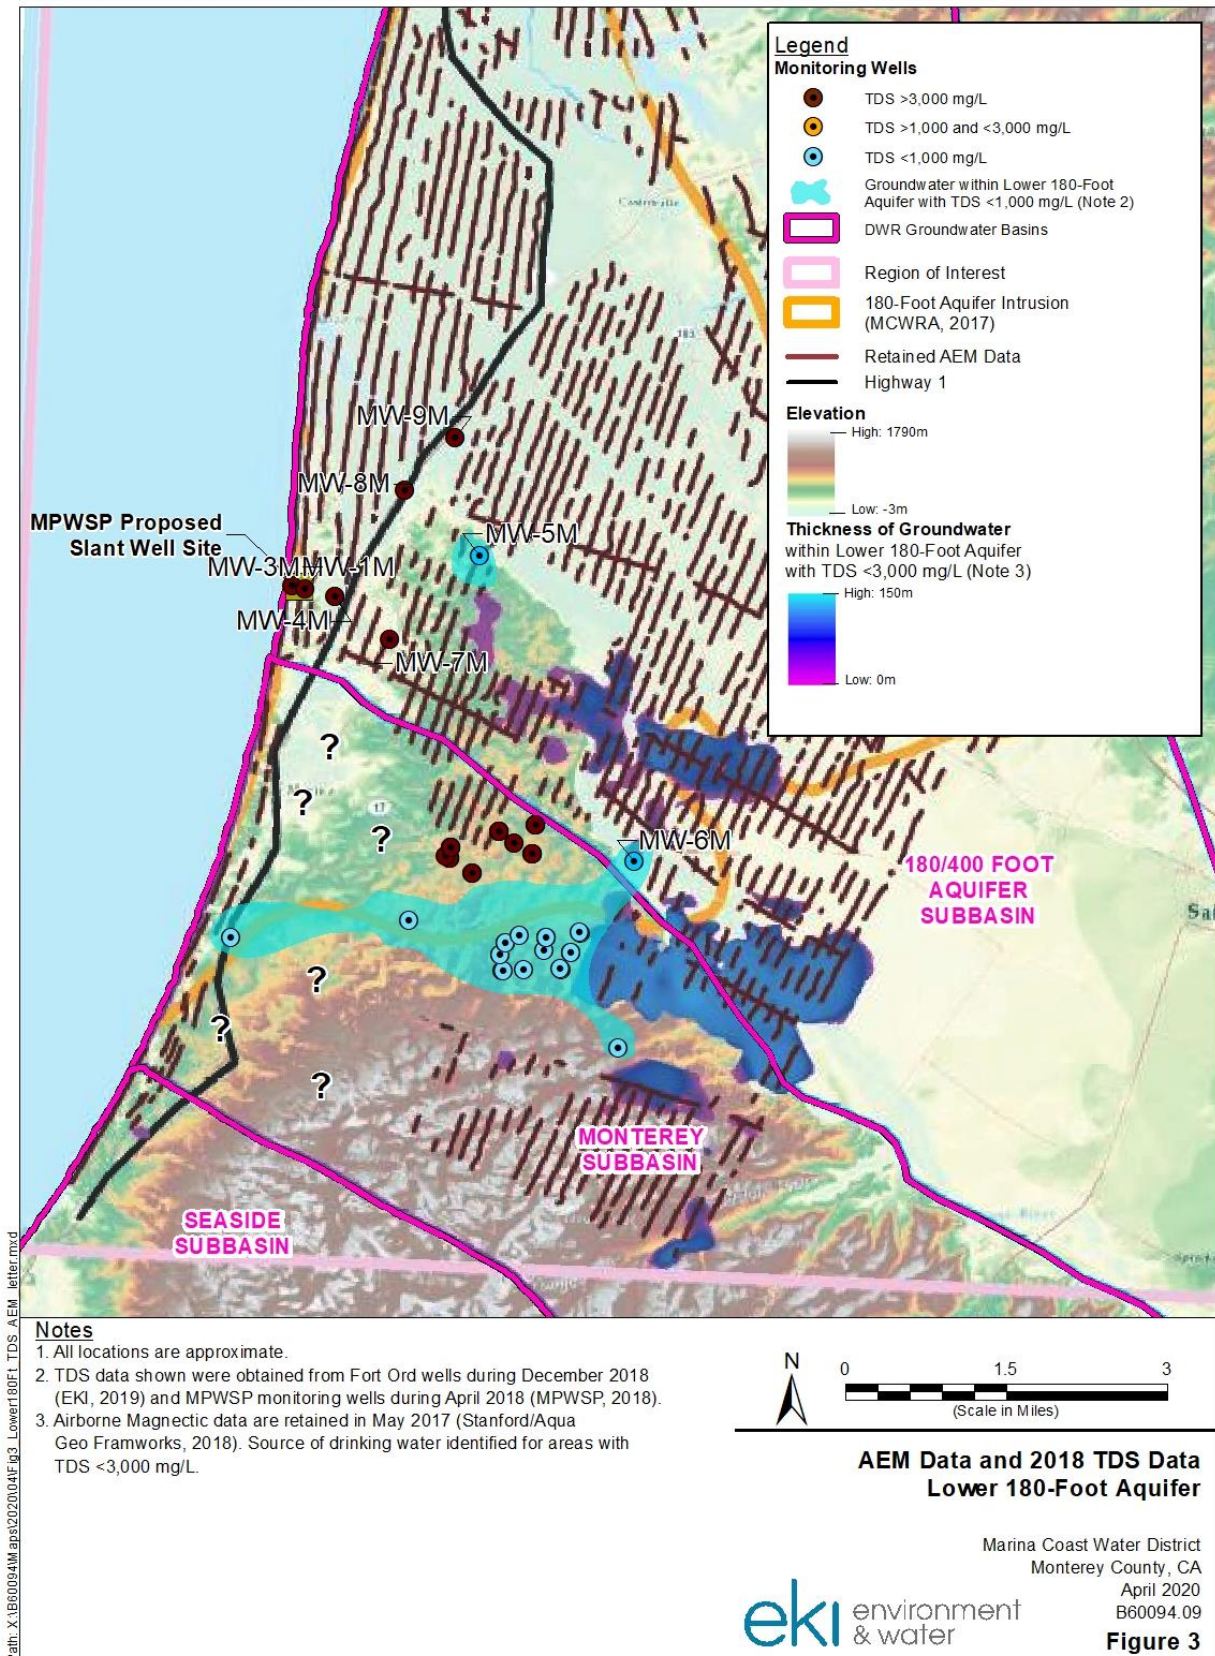 Legend
Monitoring Wells
TDS >3,000 mg/L
TDS >1,000 and <3,000 mg/L
TDS <1,000 mg/L
Groundwater within Lower 180-Foot
Aquifer with TDS <1,000 mg/L (Note 2)
DWR Groundwater Basins
Region of Interest
180-Foot Aquifer Intrusion
(MCWRA, 2017)
Retained AEM Data
Highway 1
Elevation
High: 1790m
Low: -3m
Thickness of Groundwater
within Lower 180-Foot Aquifer
with TDS <3,000 mg/L (Note 3)
High: 150m
Low: 0m
183
MW-9M
MW-8M
MPWSP Proposed
Slant Well Site
MW-5M
MW-3M
MW-1M
MW-4M
MW-7M
?
?
?
17
MW-6M
180/400 FOOT
AQUIFER
SUBBASIN
?
?
?
MONTEREY
SUBBASIN
SEASIDE
SUBBASIN
Notes
1. All locations are approximate.
2. TDS data shown were obtained from Fort Ord wells during December 2018
(EKI, 2019) and MPWSP monitoring wells during April 2018 (MPWSP, 2018).
3. Airborne Magnectic data are retained in May 2017 (Stanford/Aqua
Geo Framworks, 2018). Source of drinking water identified for areas with
TDS <3,000 mg/L.
N
0 1.5 3
(Scale in Miles)
AEM Data and 2018 TDS Data
Lower 180-Foot Aquifer
Marina Coast Water District
Monterey County, CA
April 2020
B60094.09
Figure 3
eki environment
& water
Path: X:\B60094\Maps\2020\04\Fig3_Lower180Ft_TDS_AEM_letter.mxd